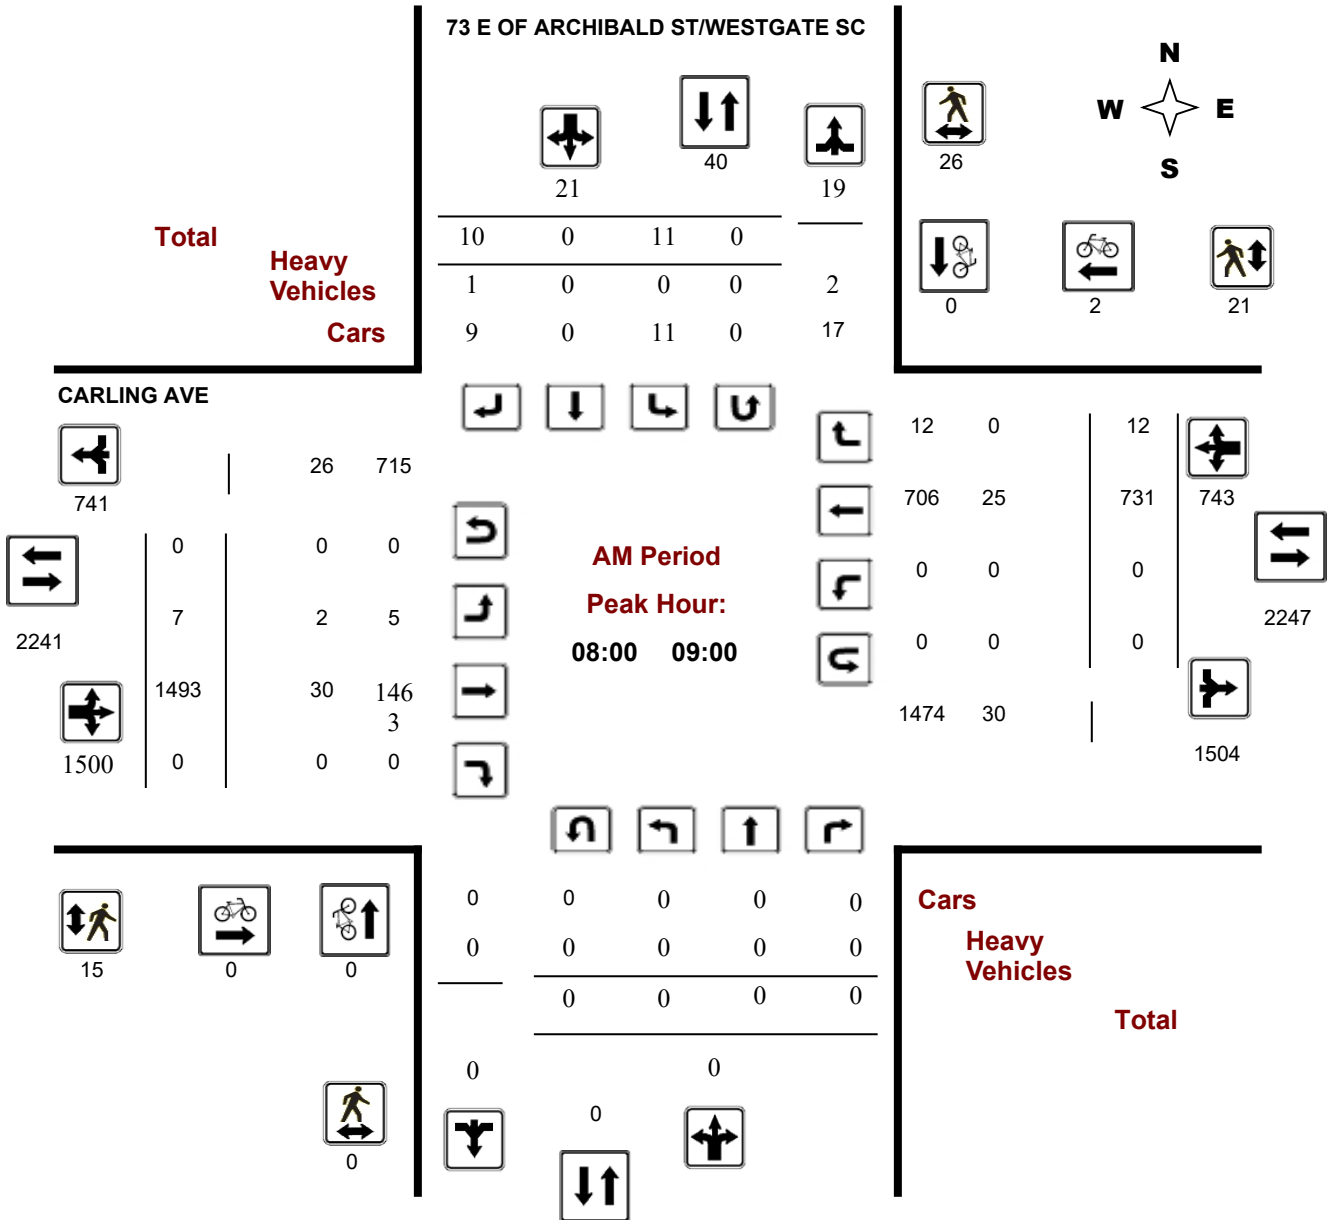 73 E OF ARCHIBALD ST/WESTGATE SC
N
W E
S
40
26
21 19
Total 10 0 11 0
Heavy
Vehicles 1 0 0 0 2
Cars 9 0 11 0 17
0 2 21
CARLING AVE
12 0 12
26 715
741
706 25 731 743
0 0 0
AM Period
0 0 0
Peak Hour:
7 2 5
2247
2241
08:00 09:00
0 0 0
1493 30 146
3
1474 30
1504
1500 0 0 0
0 0 0 0 0
Cars
0 0 0 0 0
Heavy
Vehicles
15 0 0
0 0 0 0
Total
0 0
0
0